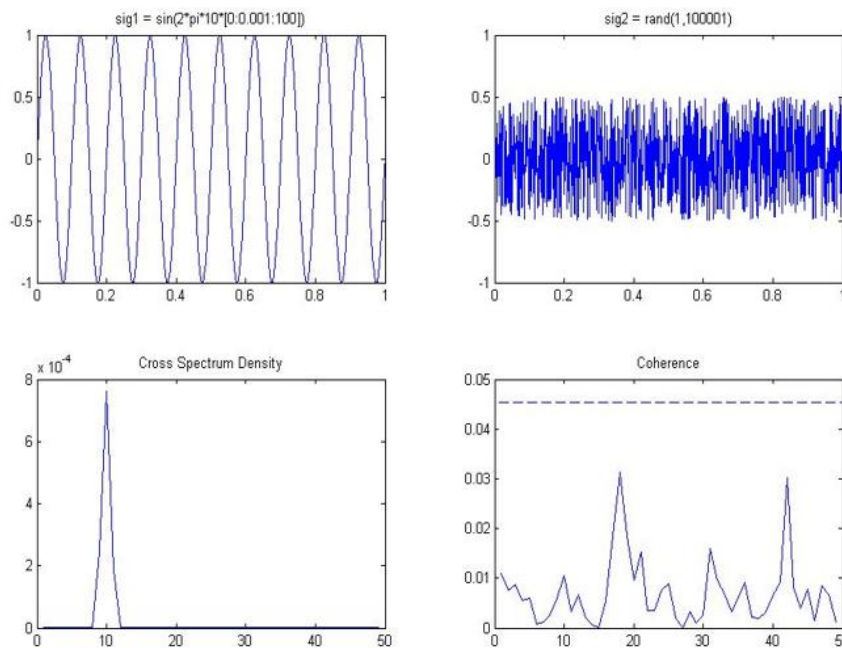 sig1 = sin(2*pi*10*[0:0.001:100])
1
0.5
0
-0.5
-1
0 0.2 0.4 0.6 0.8 1
sig2 = rand(1,100001)
1
0.5
0
-0.5
-1
0 0.2 0.4 0.6 0.8 1
x 10-4
Cross Spectrum Density
8
6
4
2
0
0 10 20 30 40 50
Coherence
0.05
0.04
0.03
0.02
0.01
0
0 10 20 30 40 50